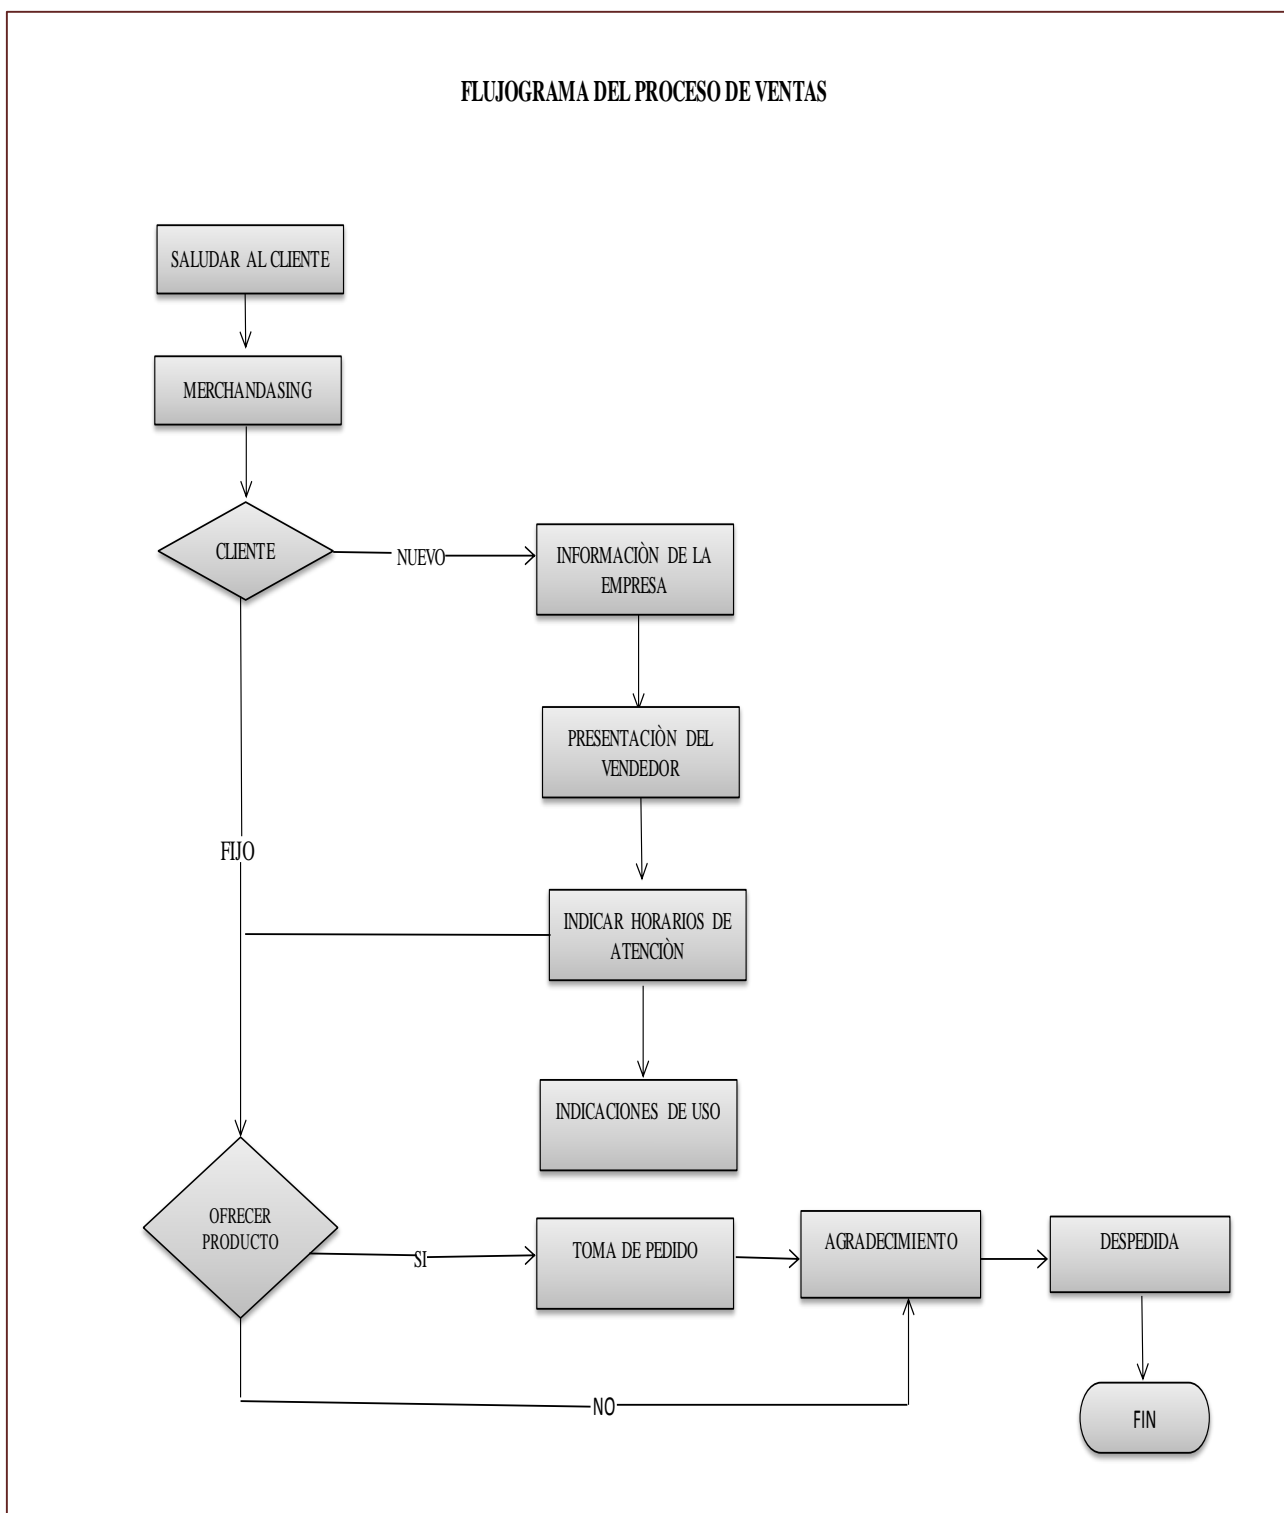 FLUJOGRAMA DEL PROCESO DE VENTAS
SALUDAR AL CLIENTE
MERCHANDASING
CLIENTE
NUEVO
INFORMACIÒN DE LA
EMPRESA
PRESENTACIÒN DEL
VENDEDOR
FIJO
INDICAR HORARIOS DE
ATENCIÒN
INDICACIONES DE USO
OFRECER
PRODUCTO
SI
TOMA DE PEDIDO
AGRADECIMIENTO
DESPEDIDA
NO
FIN